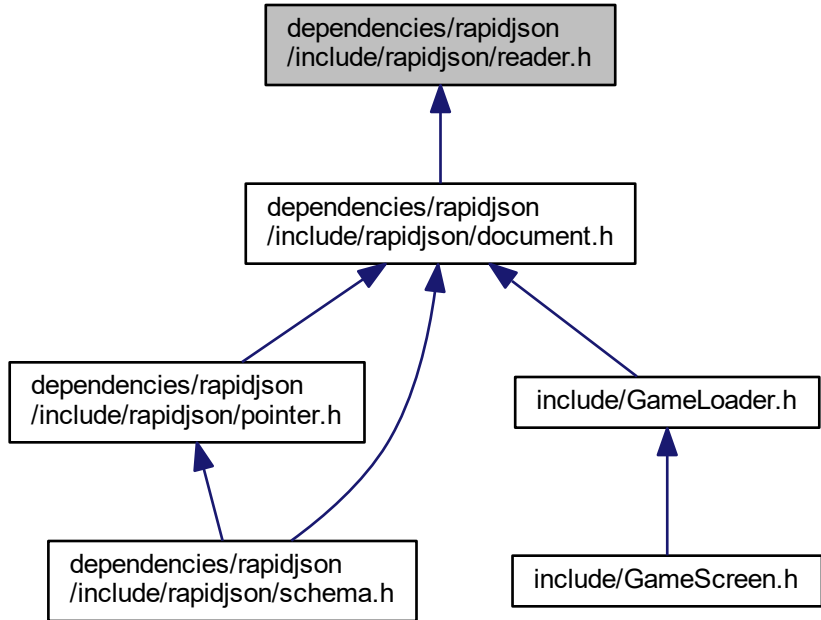 dependencies/rapidjson
/include/rapidjson/reader.h
dependencies/rapidjson
/include/rapidjson/document.h
dependencies/rapidjson
/include/rapidjson/pointer.h
include/GameLoader.h
dependencies/rapidjson
/include/rapidjson/schema.h
include/GameScreen.h